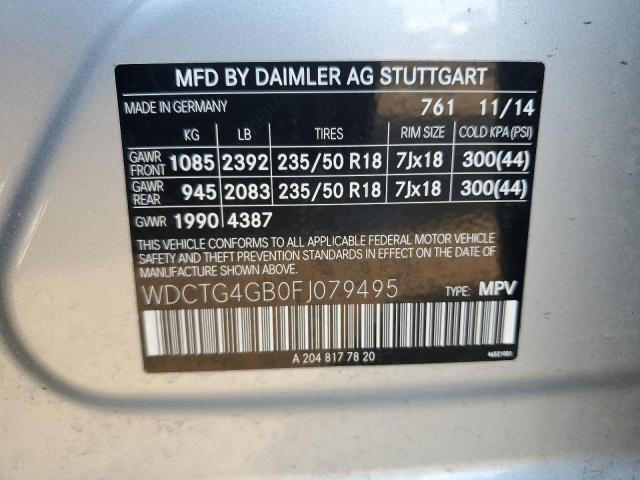 MFD BY DAIMLER AG STUTTGART
MADE IN GERMANY 761 11/14
KG LB TIRES RIM SIZE COLD KPA(PSI)
GAWR FRONT 1085 2392 235/50 R18 7Jx18 300(44)
GAWR REAR 945 2083 235/50 R18 7Jx18 300(44)
GVWR 1990 4387
THIS VEHICLE CONFORMS TO ALL APPLICABLE FEDERAL MOTOR VEHICLE
SAFETY AND THEFT PREVENTION STANDARDS IN EFFECT ON THE DATE OF
MANUFACTURE SHOWN ABOVE.
WDCTG4GB0FJ079495 TYPE: MPV
A 204 817 78 20